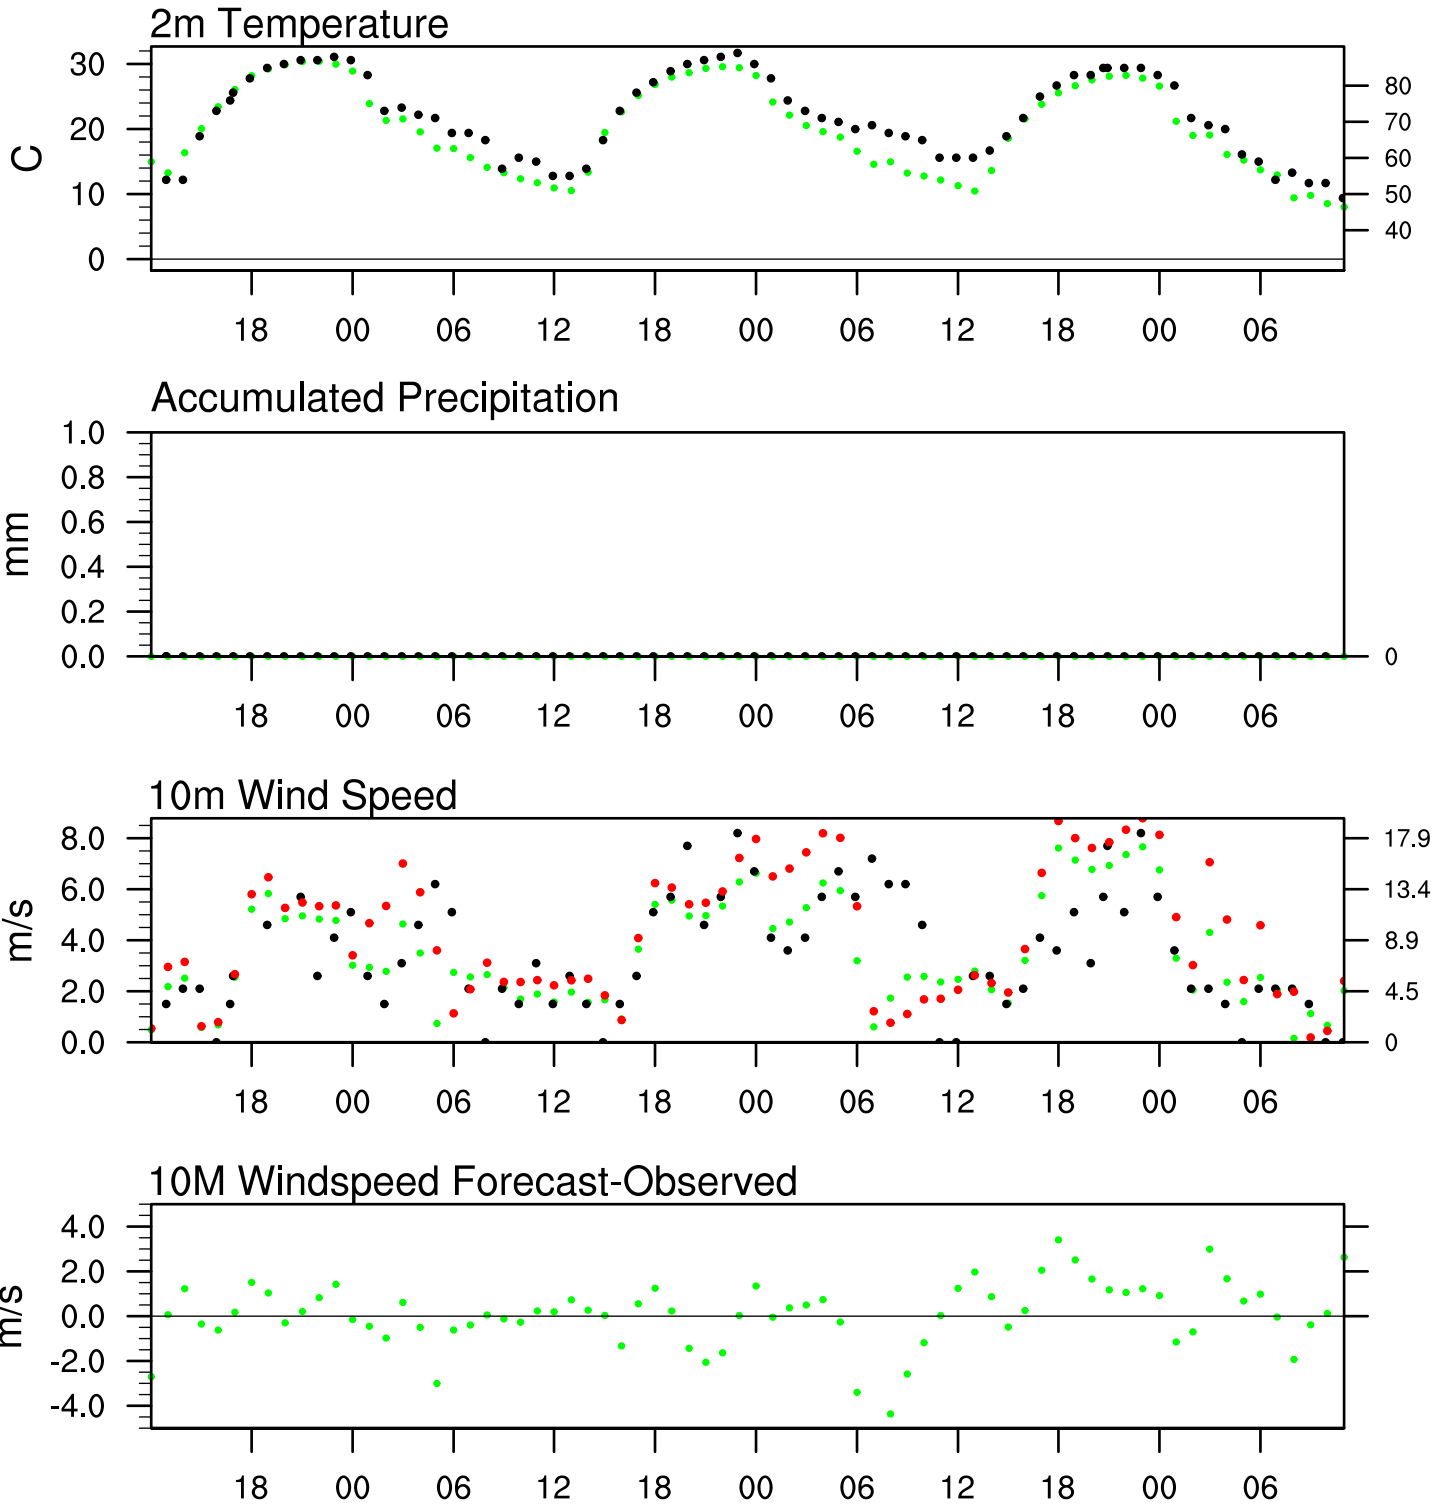 2m Temperature
30
20
10
0
C
80
70
60
50
40
18 00 06 12 18 00 06 12 18 00 06
Accumulated Precipitation
1.0
0.8
0.6
0.4
0.2
0.0
mm
0
18 00 06 12 18 00 06 12 18 00 06
10m Wind Speed
8.0
6.0
4.0
2.0
0.0
m/s
17.9
13.4
8.9
4.5
0
18 00 06 12 18 00 06 12 18 00 06
10M Windspeed Forecast-Observed
4.0
2.0
0.0
-2.0
-4.0
m/s
18 00 06 12 18 00 06 12 18 00 06